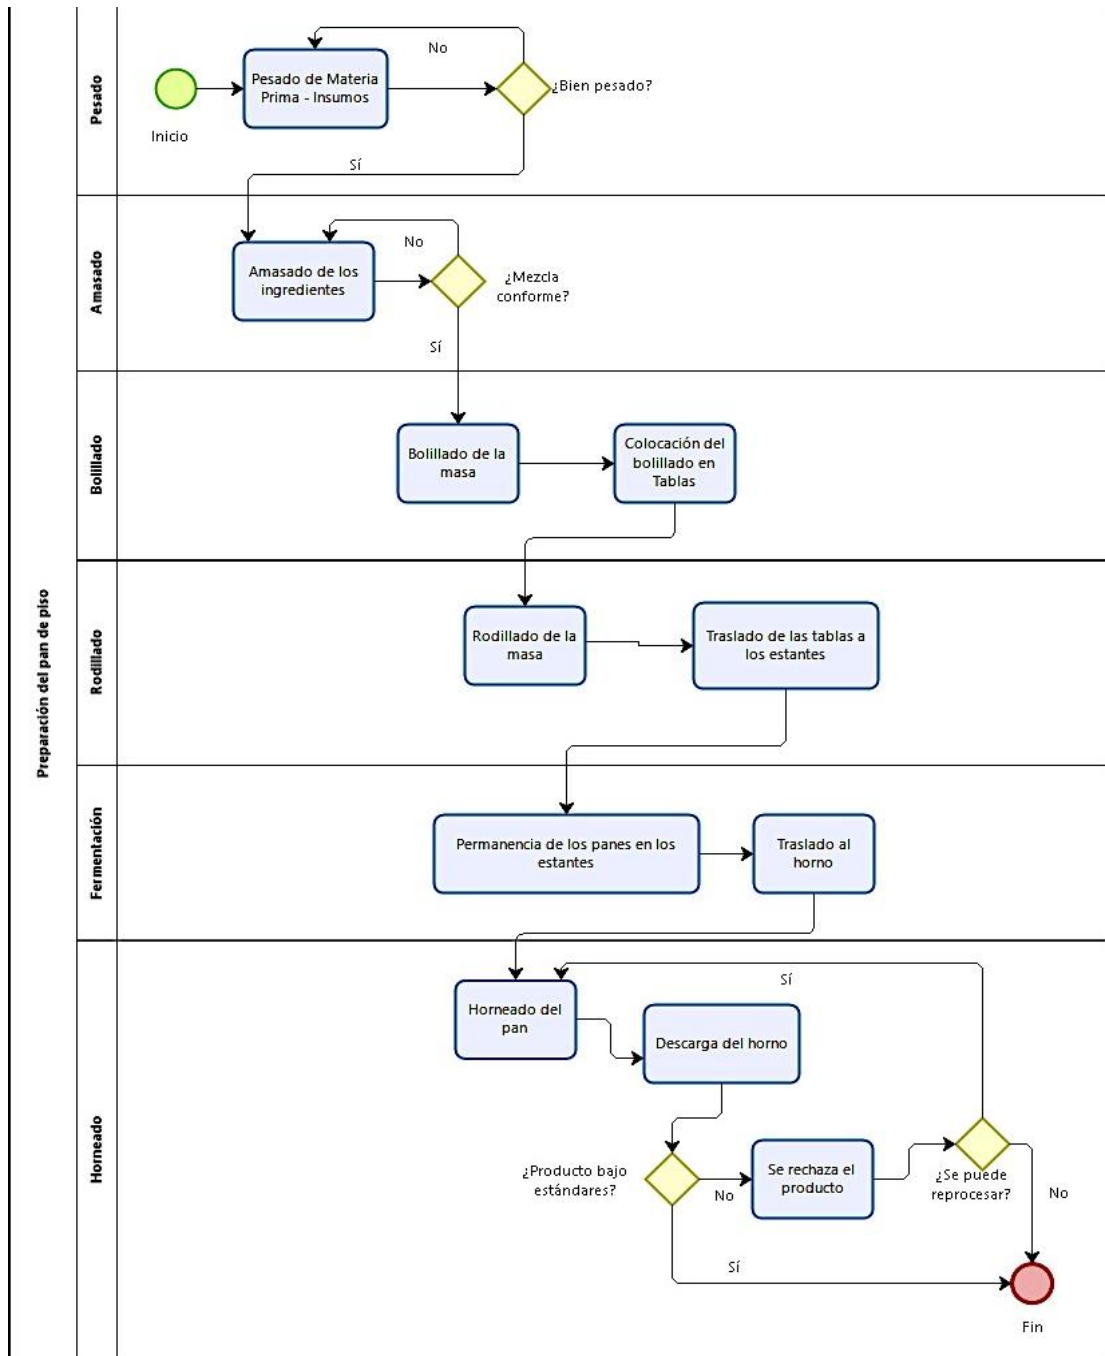 Preparación del pan de piso
Pesado
No
Pesado de Materia
Prima - Insumos
¿Bien pesado?
Inicio
Sí
Amasado
No
Amasado de los
ingredientes
¿Mezcla
conforme?
Sí
Bolillado
Bolillado de la
masa
Colocación del
bolillado en
Tablas
Rodillado
Rodillado de la
masa
Traslado de las tablas a
los estantes
Fermentación
Permanencia de los panes en los
estantes
Traslado al
horno
Horneado
Sí
Horneado del
pan
Descarga del horno
¿Producto bajo
estándares?
No
Se rechaza el
producto
¿Se puede
reprocesar?
No
Sí
Fin